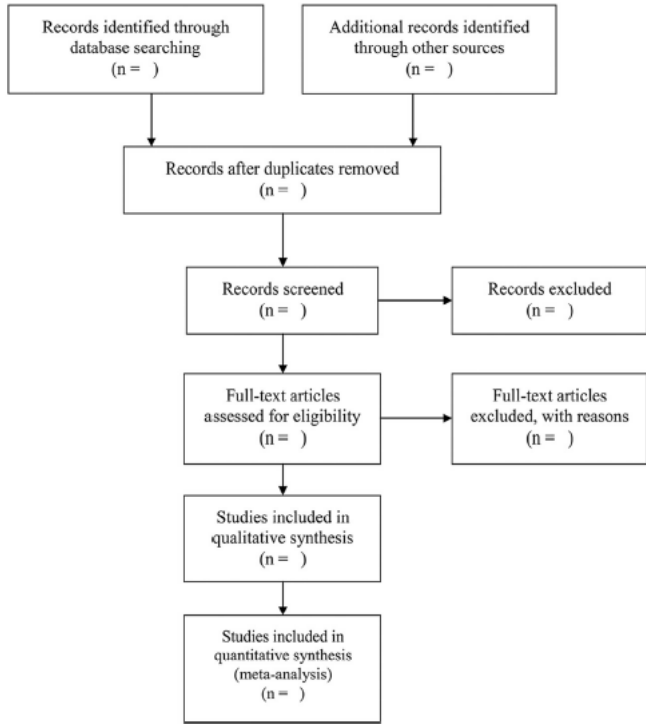 Records identified through
database searching
(n =   )
Additional records identified
through other sources
(n =   )
Records after duplicates removed
(n =   )
Records screened
(n =   )
Records excluded
(n =   )
Full-text articles
assessed for eligibility
(n =   )
Full-text articles
excluded, with reasons
(n =   )
Studies included in
qualitative synthesis
(n =   )
Studies included in
quantitative synthesis
(meta-analysis)
(n =   )